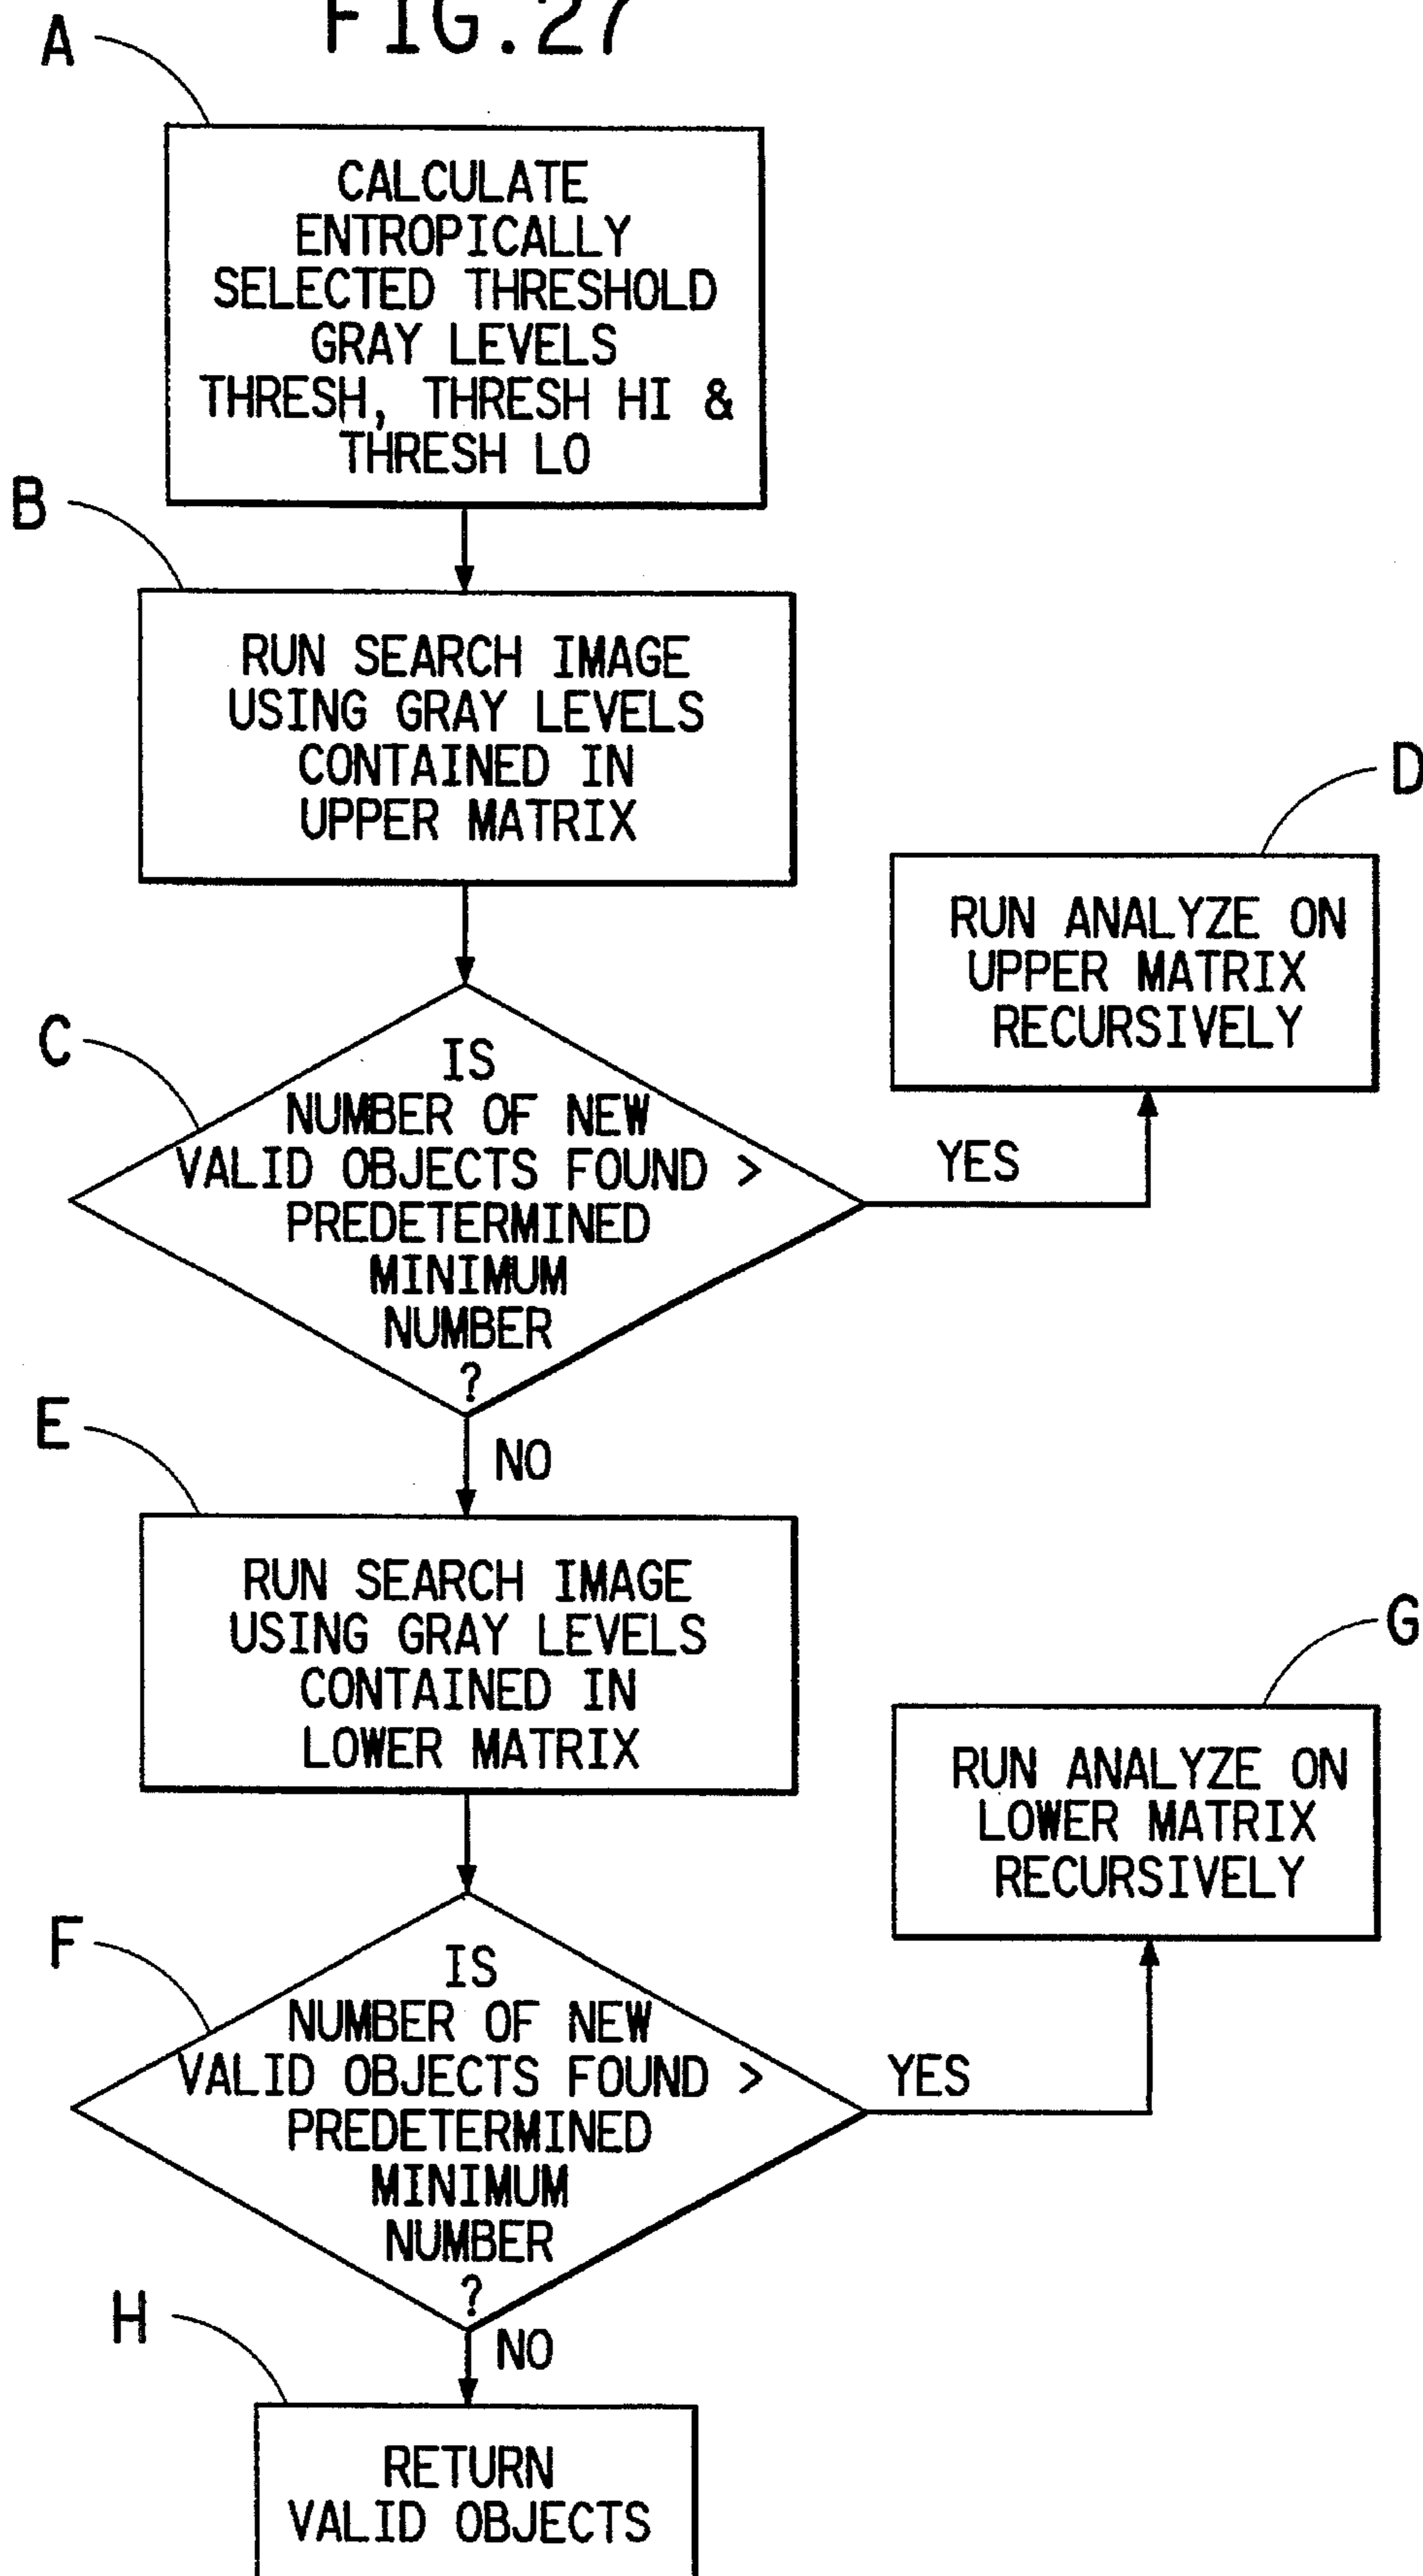 FIG.27
A
CALCULATE
ENTROPICALLY
SELECTED THRESHOLD
GRAY LEVELS
THRESH, THRESH HI &
THRESH LO
B
RUN SEARCH IMAGE
USING GRAY LEVELS
CONTAINED IN
UPPER MATRIX
C
IS
NUMBER OF NEW
VALID OBJECTS FOUND >
PREDETERMINED
MINIMUM
NUMBER
?
YES
D
RUN ANALYZE ON
UPPER MATRIX
RECURSIVELY
NO
E
RUN SEARCH IMAGE
USING GRAY LEVELS
CONTAINED IN
LOWER MATRIX
F
IS
NUMBER OF NEW
VALID OBJECTS FOUND >
PREDETERMINED
MINIMUM
NUMBER
?
YES
G
RUN ANALYZE ON
LOWER MATRIX
RECURSIVELY
NO
H
RETURN
VALID OBJECTS